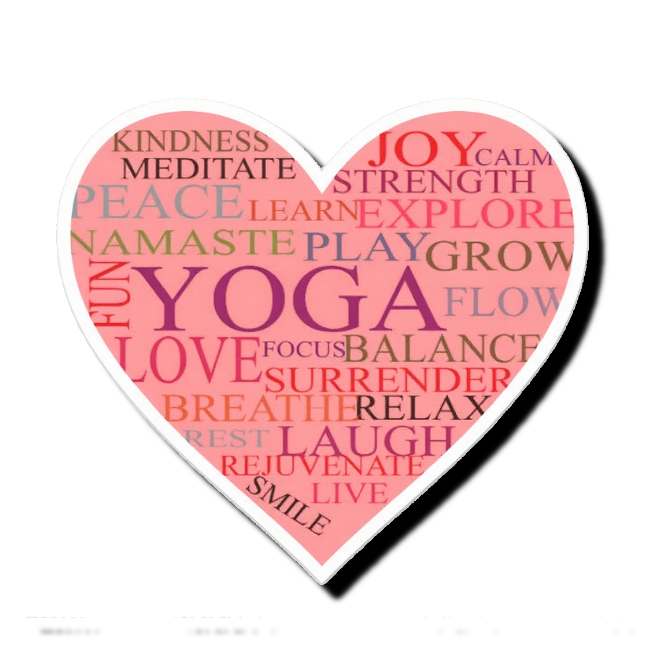 KINDNESS
JOY CALM
MEDITATE
STRENGTH
PEACE LEARN EXPLORE
NAMASTE PLAY GROW
FUN YOGA FLOW
LOVE FOCUS BALANCE
SURRENDER
BREATHE RELAX
REST LAUGH
REJUVENATE
LIVE
SMILE